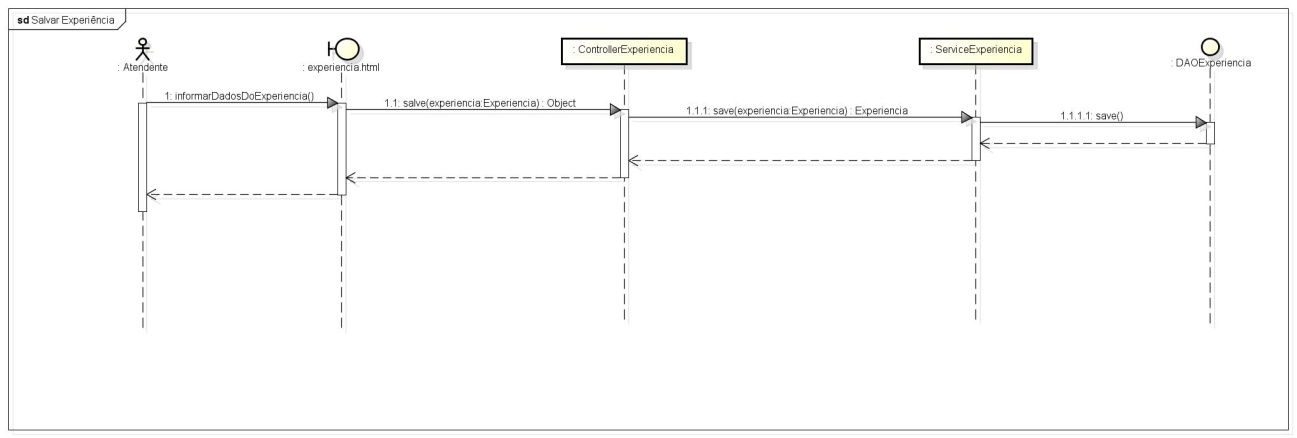 sd Salvar Experiência
: Atendente
: experiencia.html
: ControllerExperiencia
: ServiceExperiencia
: DAOExperiencia
1: informarDadosDoExperiencia()
1.1: salve(experiencia:Experiencia) : Object
1.1.1: save(experiencia:Experiencia) : Experiencia
1.1.1.1: save()